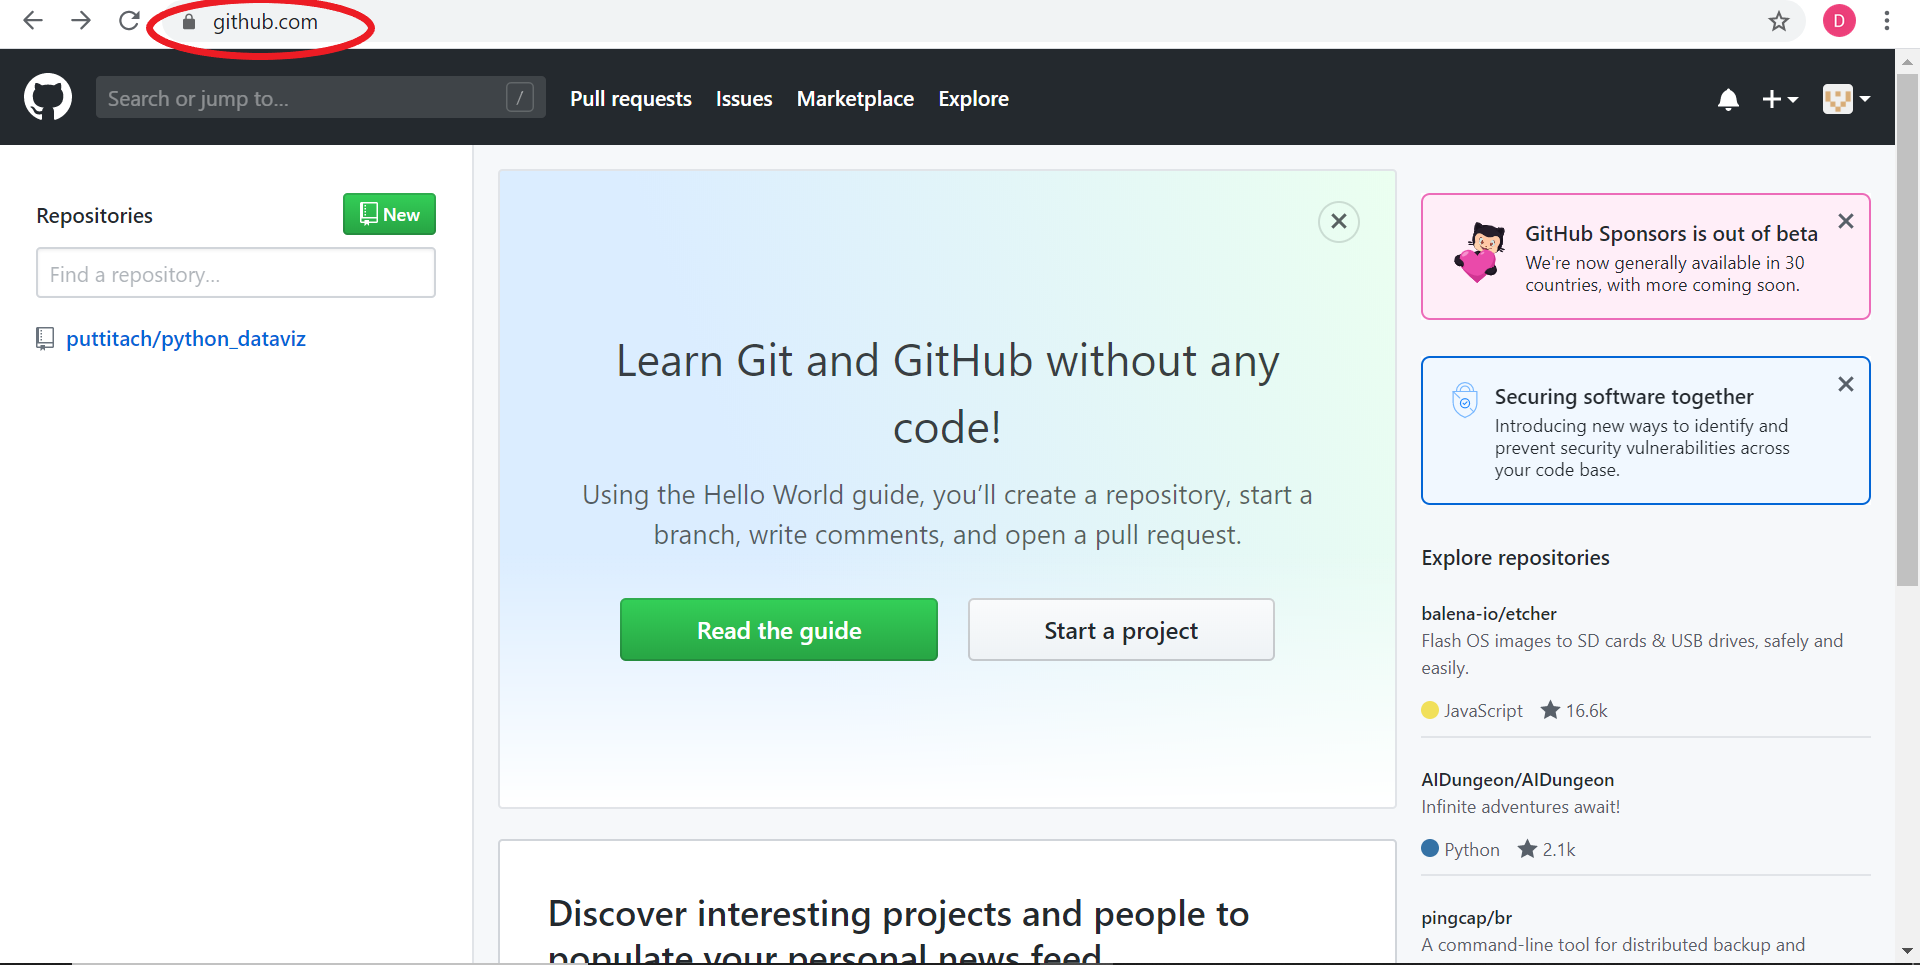 github.com
D
Search or jump to...
/
Pull requests
Issues
Marketplace
Explore
Repositories
New
Find a repository...
puttitach/python_dataviz
Learn Git and GitHub without any
code!
Using the Hello World guide, you’ll create a repository, start a
branch, write comments, and open a pull request.
Read the guide
Start a project
Discover interesting projects and people to
populate your personal news feed
GitHub Sponsors is out of beta
We're now generally available in 30
countries, with more coming soon.
Securing software together
Introducing new ways to identify and
prevent security vulnerabilities across
your code base.
Explore repositories
balena-io/etcher
Flash OS images to SD cards & USB drives, safely and
easily.
JavaScript 16.6k
AIDungeon/AIDungeon
Infinite adventures await!
Python 2.1k
pingcap/br
A command-line tool for distributed backup and